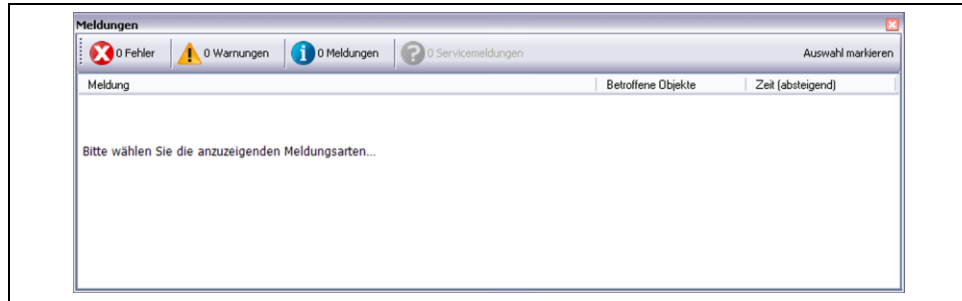 Meldungen
0 Fehler 0 Warnungen 0 Meldungen 0 Servicemeldungen Auswahl markieren
Meldung Betroffene Objekte Zeit (absteigend)
Bitte wählen Sie die anzuzeigenden Meldungsarten...